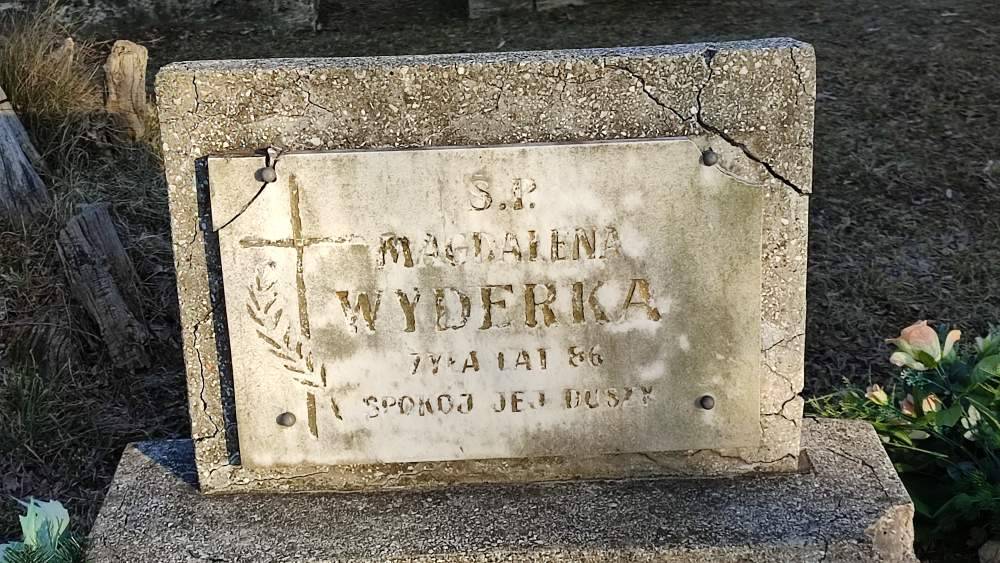 Ś.P.
MAGDALENA
WYDERKA
ŻYŁA LAT 86
SPOKÓJ JEJ DUSZY